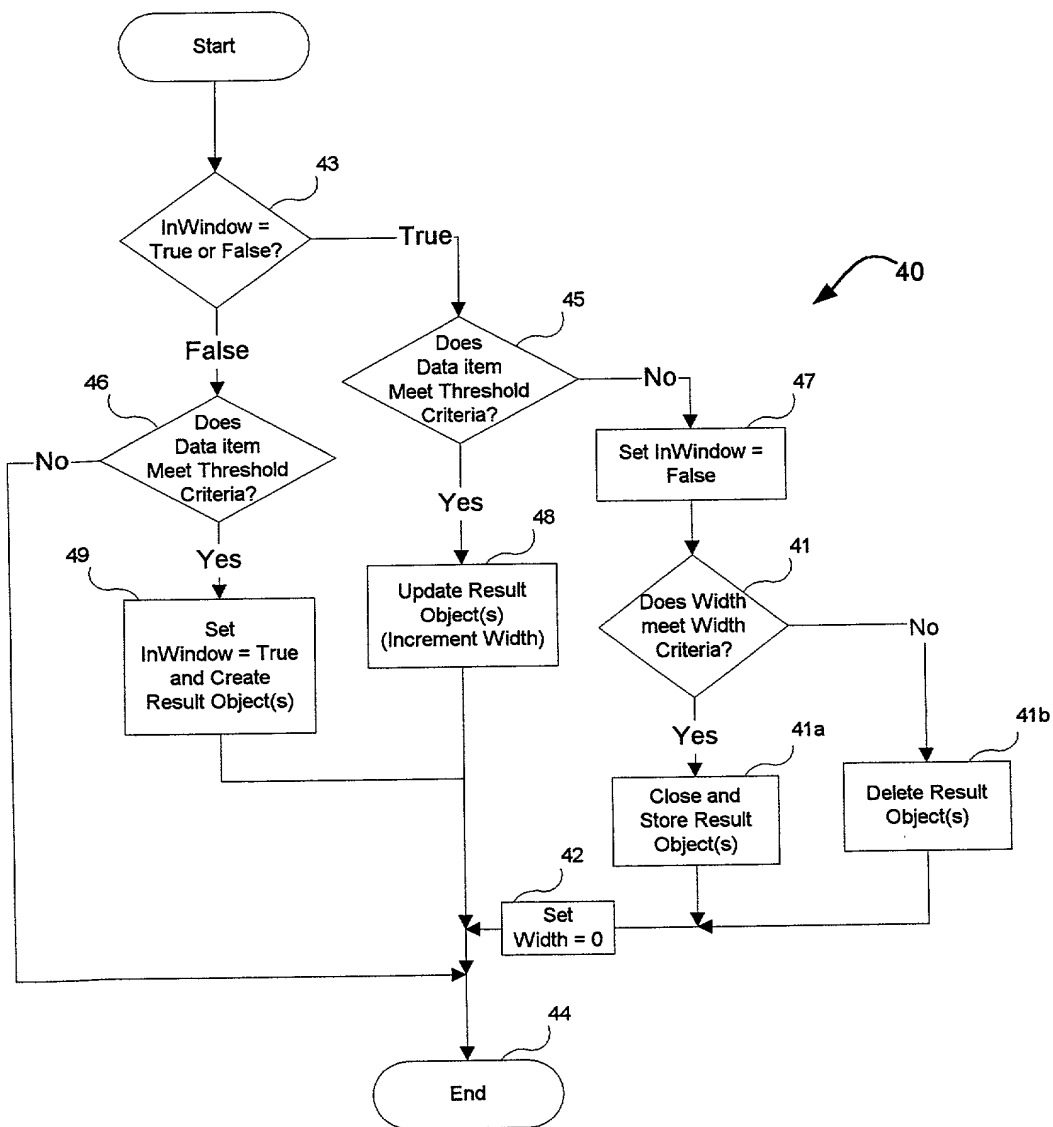 Start
43
InWindow =
True or False?
True
40
False
45
Does
Data item
Meet Threshold
Criteria?
No
47
Set InWindow =
False
46
Does
Data item
Meet Threshold
Criteria?
No
Yes
Yes
49
Set
InWindow = True
and Create
Result Object(s)
48
Update Result
Object(s)
(Increment Width)
41
Does Width
meet Width
Criteria?
No
Yes
41a
Close and
Store Result
Object(s)
41b
Delete Result
Object(s)
42
Set
Width = 0
44
End